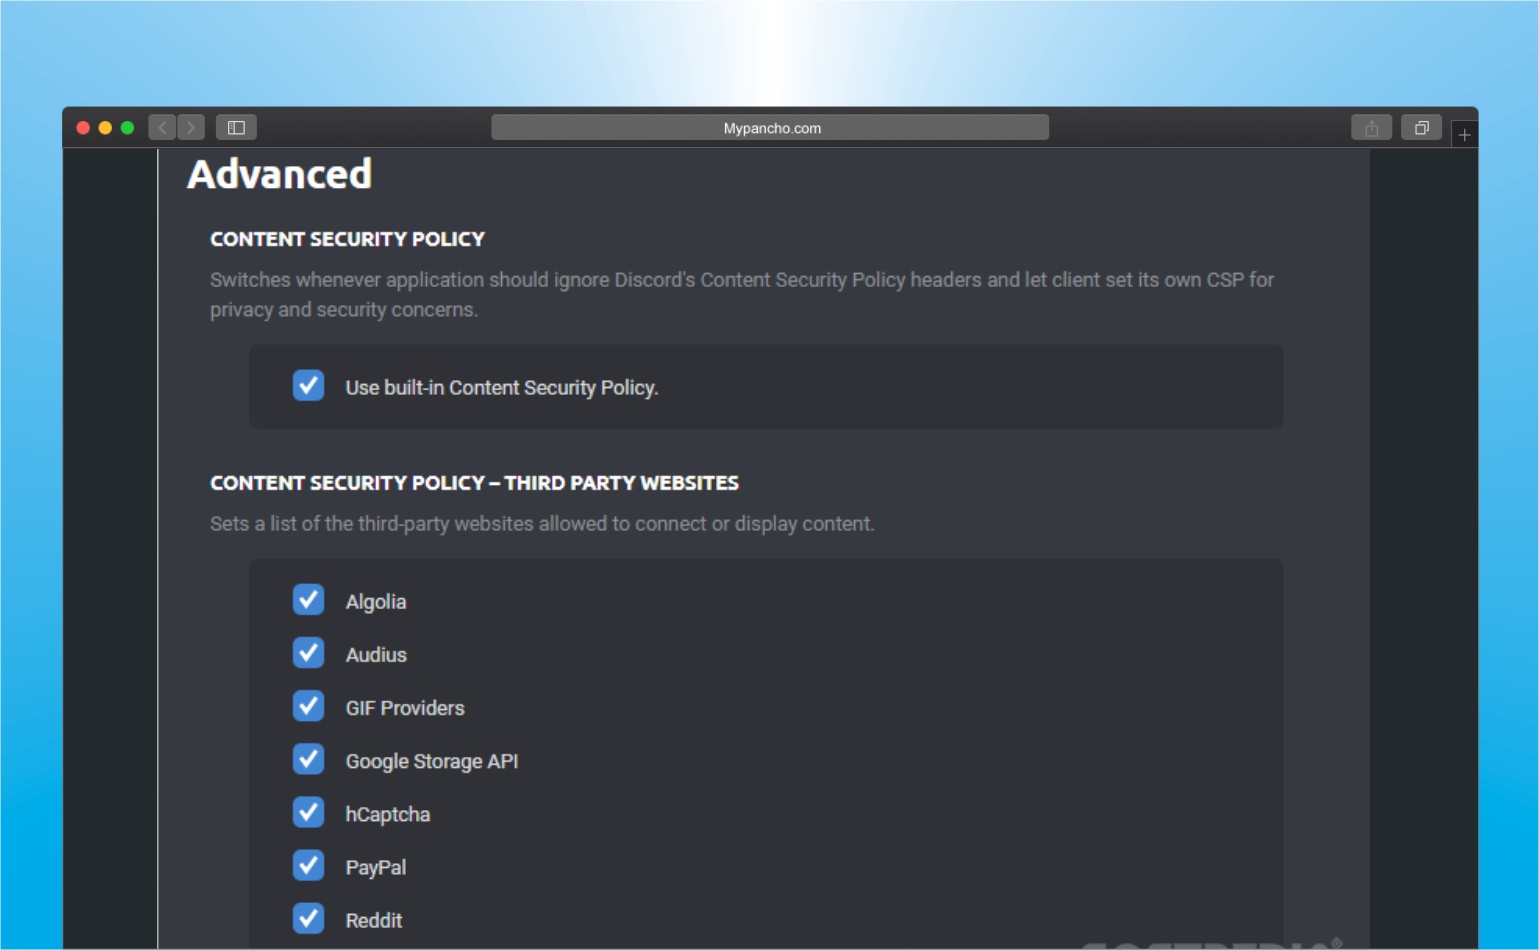 Mypancho.com
Advanced
CONTENT SECURITY POLICY
Switches whenever application should ignore Discord's Content Security Policy headers and let client set its own CSP for
privacy and security concerns.
Use built-in Content Security Policy.
CONTENT SECURITY POLICY – THIRD PARTY WEBSITES
Sets a list of the third-party websites allowed to connect or display content.
Algolia
Audius
GIF Providers
Google Storage API
hCaptcha
PayPal
Reddit